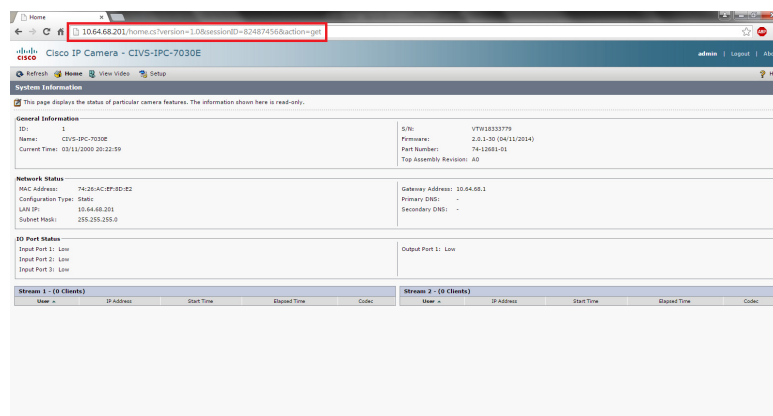 Home
10.64.68.201/home.cs?version=1.0&sessionID=82487456&action=get
ABP
CISCO Cisco IP Camera - CIVS-IPC-7030E
admin | Logout |
Refresh Home View Video Setup
System Information
This page displays the status of particular camera features. The information shown here is read-only.
General Information
ID: 1 S/N: VTW18333779
Name: CIVS-IPC-7030E Firmware: 2.0.1-30 (04/11/2014)
Current Time: 03/11/2000 20:22:59 Part Number: 74-12681-01
Top Assembly Revision: A0
Network Status
MAC Address: 74:26:AC:EF:8D:E2 Gateway Address: 10.64.68.1
Configuration Type: Static Primary DNS: -
LAN IP: 10.64.68.201 Secondary DNS: -
Subnet Mask: 255.255.255.0
IO Port Status
Input Port 1: Low Output Port 1: Low
Input Port 2: Low
Input Port 3: Low
Stream 1 - (0 Clients) Stream 2 - (0 Clients)
User IP Address Start Time Elapsed Time Codec User IP Address Start Time Elapsed Time Codec